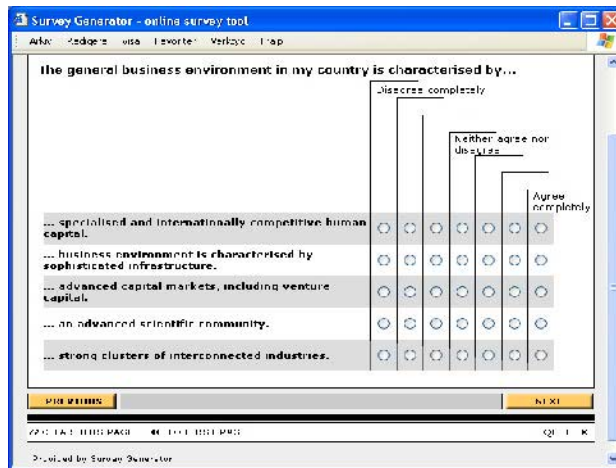 Survey Generator - online survey tool
The general business environment in my country is characterised by...
Disagree completely
Neither agree nor
disagree
Agree
completely
... specialised and internationally competitive human
capital.
... business environment is characterised by
sophisticated infrastructure.
... advanced capital markets, including venture
capital.
... an advanced scientific community.
... strong clusters of interconnected industries.
PREVIOUS
NEXT
THIS PAGE
Provided by Survey Generator